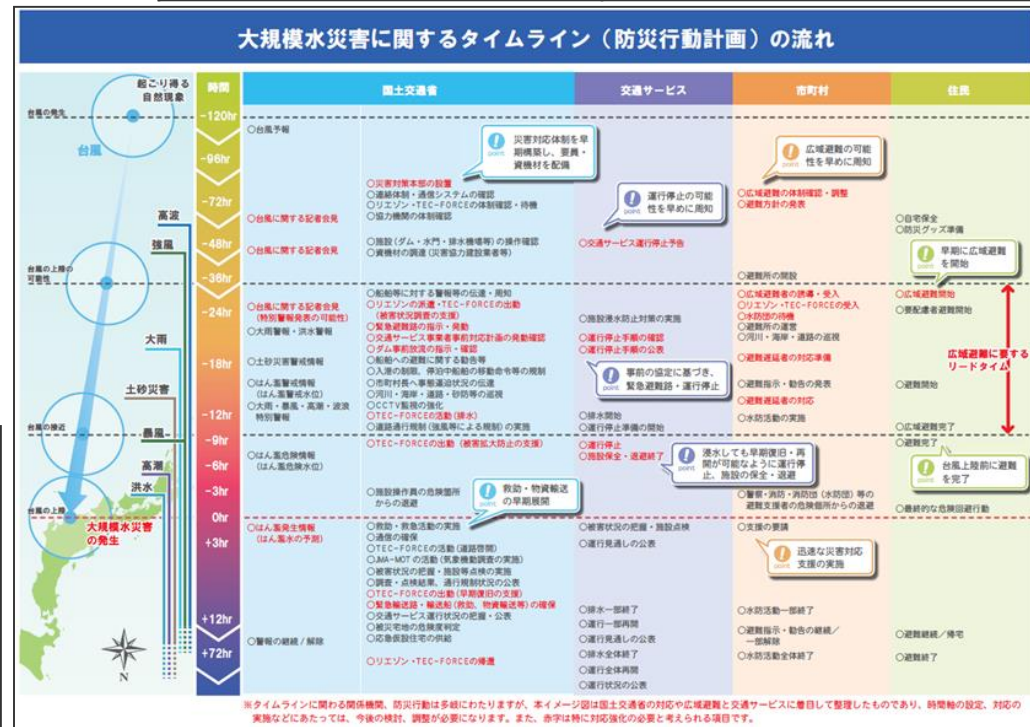 大規模水災害に関するタイムライン（防災行動計画）の流れ
起こり得る
自然現象
台風の発生
台風
高波
強風
台風の上陸の
可能性
大雨
土砂災害
台風の接近
暴風
高潮
洪水
台風の上陸
大規模水災害
の発生
N
時間
-120hr
-96hr
-72hr
-48hr
-36hr
-24hr
-18hr
-12hr
-9hr
-6hr
-3hr
0hr
+3hr
+12hr
+72hr
国土交通省
○台風予報
○台風に関する記者会見
○台風に関する記者会見
○台風に関する記者会見
（特別警報発表の可能性）
○大雨警報・洪水警報
○土砂災害警戒情報
○はん濫警戒情報
（はん濫警戒水位）
○大雨・暴風・高潮・波浪
特別警報
○はん濫危険情報
（はん濫危険水位）
○はん濫発生情報
（はん濫水の予測）
○警報の継続／解除
point
災害対応体制を早
期構築し、要員・
資機材を配備
○災害対策本部の設置
○連絡体制・通信システムの確認
○リエゾン・TEC-FORCEの体制確認・待機
○協力機関の体制確認
○施設（ダム・水門・排水機場等）の操作確認
○資機材の調達（災害協力建設業者等）
○船舶等に対する警報等の伝達・周知
○リエゾンの派遣・TEC-FORCEの出動
（被害状況調査の支援）
○緊急避難路の指示・発動
○交通サービス事業者事前対応計画の発動確認
○ダム事前放流の指示・確認
○船舶への避難に関する勧告等
○入港の制限、停泊中船舶の移動命令等の規制
○市町村長へ事態逼迫状況の伝達
○河川・海岸・道路・砂防等の巡視
○CCTV監視の強化
○TEC-FORCEの活動（排水）
○道路通行規制（強風等による規制）の実施
○TEC-FORCEの出動（被害拡大防止の支援）
○施設操作員の危険箇所
からの退避
point
救助・物資輸送
の早期展開
○救助・救急活動の実施
○通信の確保
○TEC-FORCEの活動（道路啓開）
○JMA-MOTの活動（気象機動調査の実施）
○被害状況の把握・施設等点検の実施
○調査・点検結果、通行規制状況の公表
○TEC-FORCEの出動（早期復旧の支援）
○緊急輸送路・輸送船（救助、物資輸送等）の確保
○交通サービス運行状況の把握・公表
○被災宅地の危険度判定
○応急仮設住宅の供給
○リエゾン・TEC-FORCEの帰還
交通サービス
point
運行停止の可能
性を早めに周知
○交通サービス運行停止予告
○施設浸水防止対策の実施
○運行停止手順の確認
○運行停止手順の公表
point
事前の協定に基づき、
緊急避難路・運行停止
○排水開始
○運行停止準備の開始
○運行停止
○施設保全・退避終了
point
浸水しても早期復旧・再
開が可能なように運行停
止、施設の保全・退避
○被害状況の把握・施設点検
○運行見通しの公表
○排水一部終了
○運行一部再開
○運行見通しの公表
○排水全体終了
○運行全体再開
○運行状況の公表
市町村
point
広域避難の可能
性を早めに周知
○広域避難の体制確認・調整
○避難方針の発表
○避難所の開設
○広域避難者の誘導・受入
○リエゾン・TEC-FORCEの受入
○水防団の待機
○避難所の運営
○河川・海岸・道路の巡視
○避難遅延者の対応準備
○避難指示・勧告の発表
○避難遅延者の対応
○水防活動の実施
○警察・消防・消防団（水防団）等の
避難支援者の危険個所からの退避
○支援の要請
point
迅速な災害対応
支援の実施
○水防活動一部終了
○避難指示・勧告の継続／
一部解除
○水防活動全体終了
住民
○自宅保全
○防災グッズ準備
point
早期に広域避難
を開始
○広域避難開始
○要配慮者避難開始
広域避難に要する
リードタイム
○避難開始
○広域避難完了
○避難完了
point
台風上陸前に避難
を完了
○最終的な危険回避行動
○避難継続／帰宅
○避難終了
※タイムラインに関わる関係機関、防災行動は多岐にわたりますが、本イメージ図は国土交通省の対応や広域避難と交通サービスに着目して整理したものであり、時間軸の設定、対応の
実施などにあたっては、今後の検討、調整が必要になります。また、赤字は特に対応強化の必要と考えられる項目です。